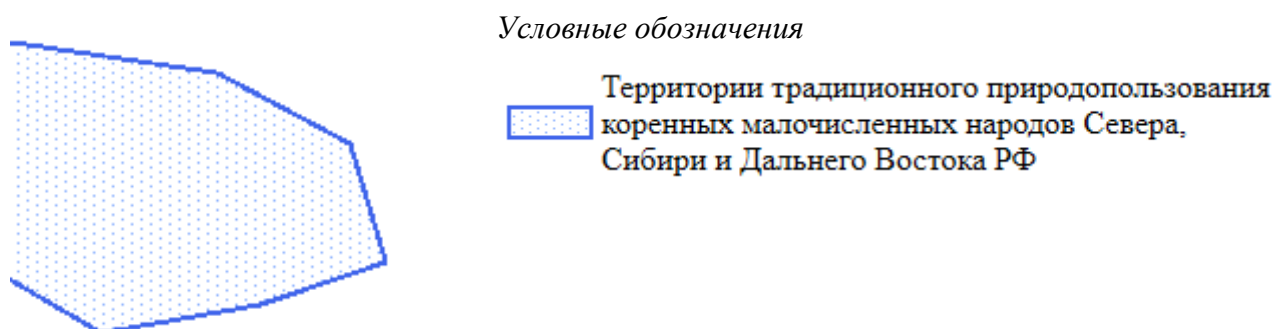 Условные обозначения
Территории традиционного природопользования
коренных малочисленных народов Севера,
Сибири и Дальнего Востока РФ